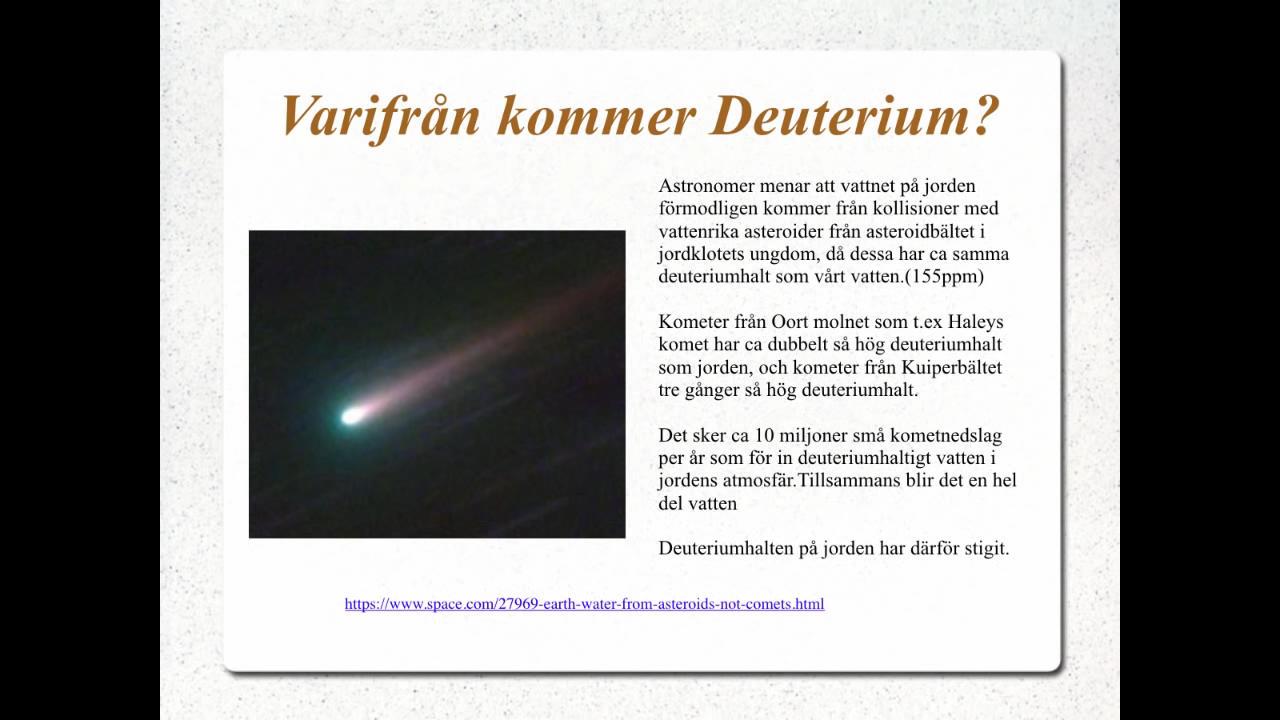 Varifrån kommer Deuterium?
Astronomer menar att vattnet på jorden
förmodligen kommer från kollisioner med
vattenrika asteroider från asteroidbältet i
jordklotets ungdom, då dessa har ca samma
deuteriumhalt som vårt vatten.(155ppm)
Kometer från Oort molnet som t.ex Haleys
komet har ca dubbelt så hög deuteriumhalt
som jorden, och kometer från Kuiperbältet
tre gånger så hög deuteriumhalt.
Det sker ca 10 miljoner små kometnedslag
per år som för in deuteriumhaltigt vatten i
jordens atmosfär.Tillsammans blir det en hel
del vatten
Deuteriumhalten på jorden har därför stigit.
https://www.space.com/27969-earth-water-from-asteroids-not-comets.html